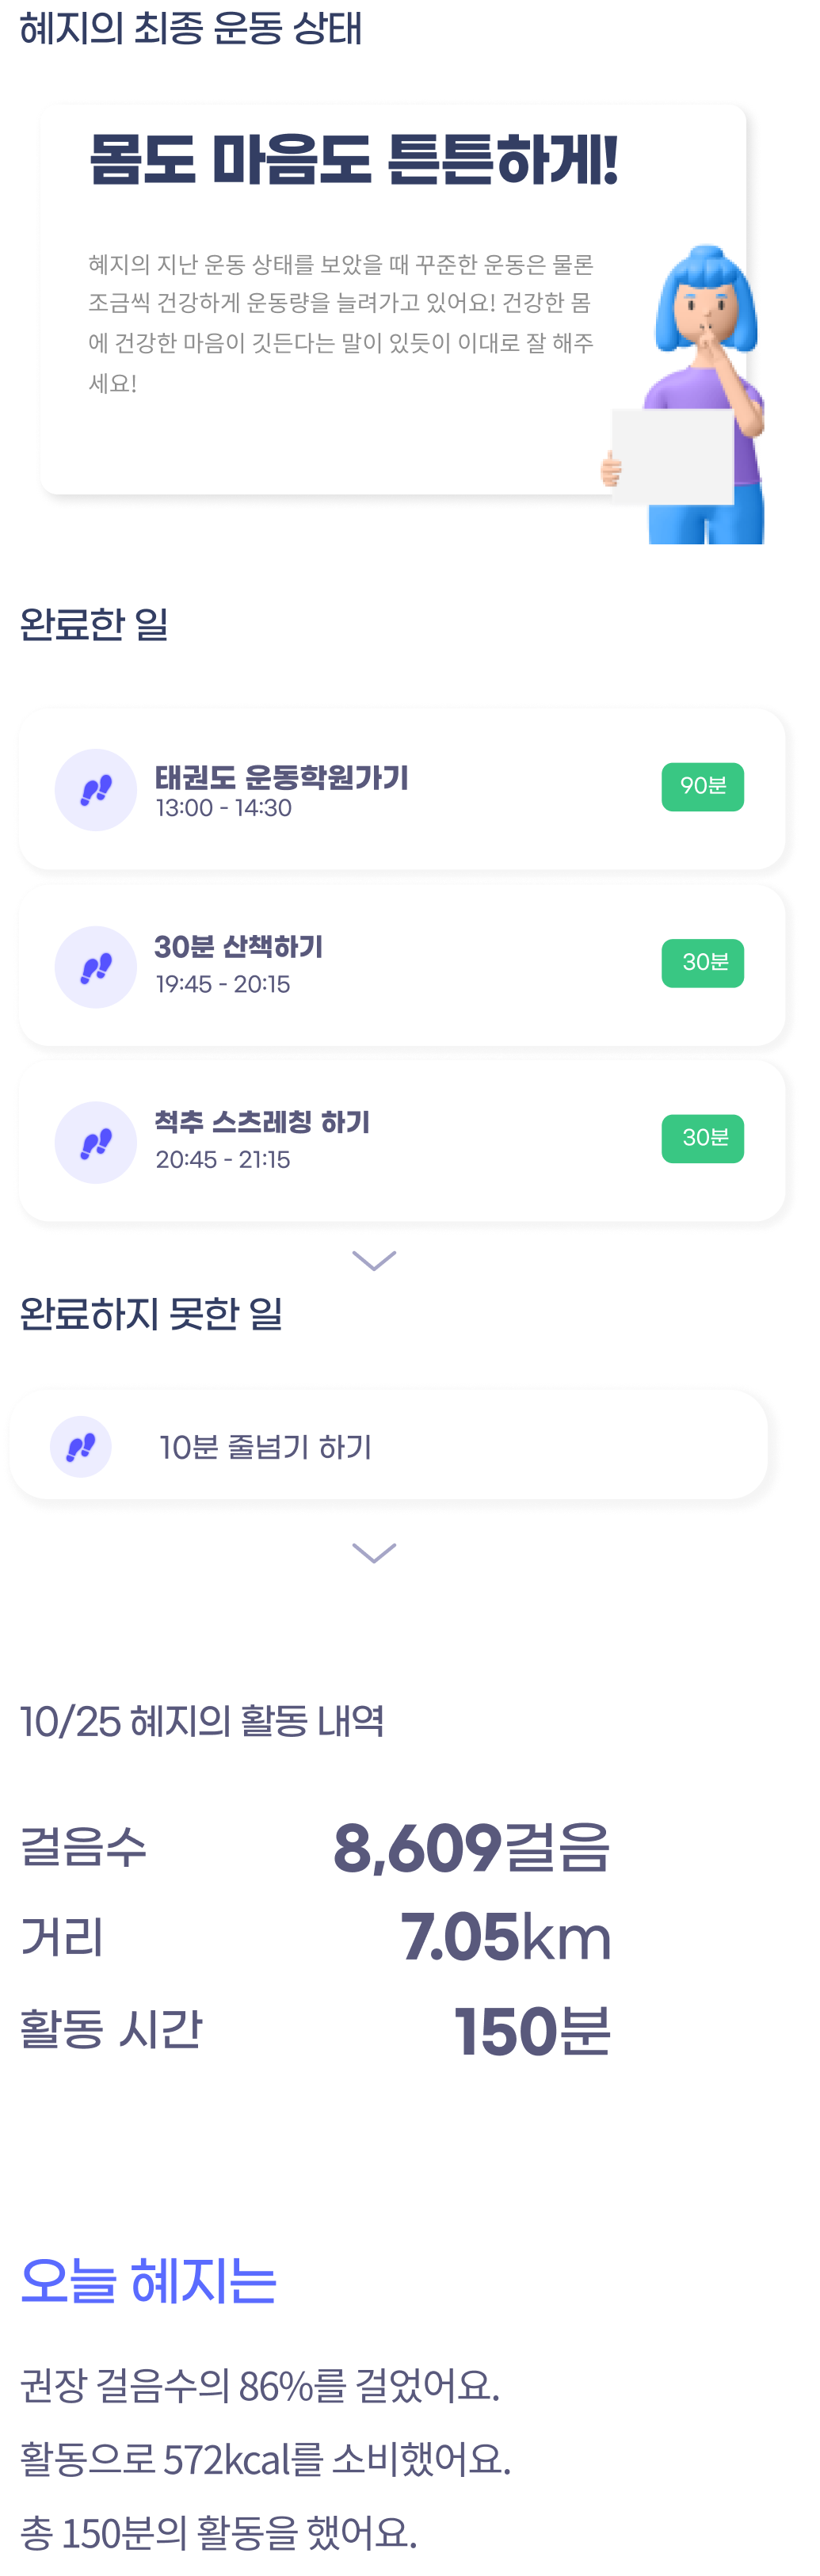 혜지의 최종 운동 상태
몸도 마음도 튼튼하게!
혜지의 지난 운동 상태를 보았을 때 꾸준한 운동은 물론
조금씩 건강하게 운동량을 늘려가고 있어요! 건강한 몸
에 건강한 마음이 깃든다는 말이 있듯이 이대로 잘 해주
세요!
완료한 일
태권도 운동학원가기
13:00 - 14:30
90분
30분 산책하기
19:45 - 20:15
30분
척추 스츠레칭 하기
20:45 - 21:15
30분
완료하지 못한 일
10분 줄넘기 하기
10/25 혜지의 활동 내역
걸음수 8,609걸음
거리 7.05km
활동 시간 150분
오늘 혜지는
권장 걸음수의 86%를 걸었어요.
활동으로 572kcal를 소비했어요.
총 150분의 활동을 했어요.